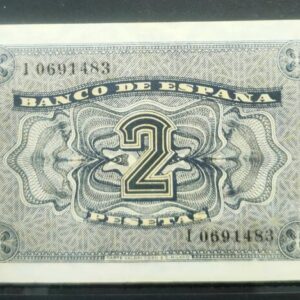 I 0691483
BANCO DE ESPAÑA
2
PESETAS
I 0691483